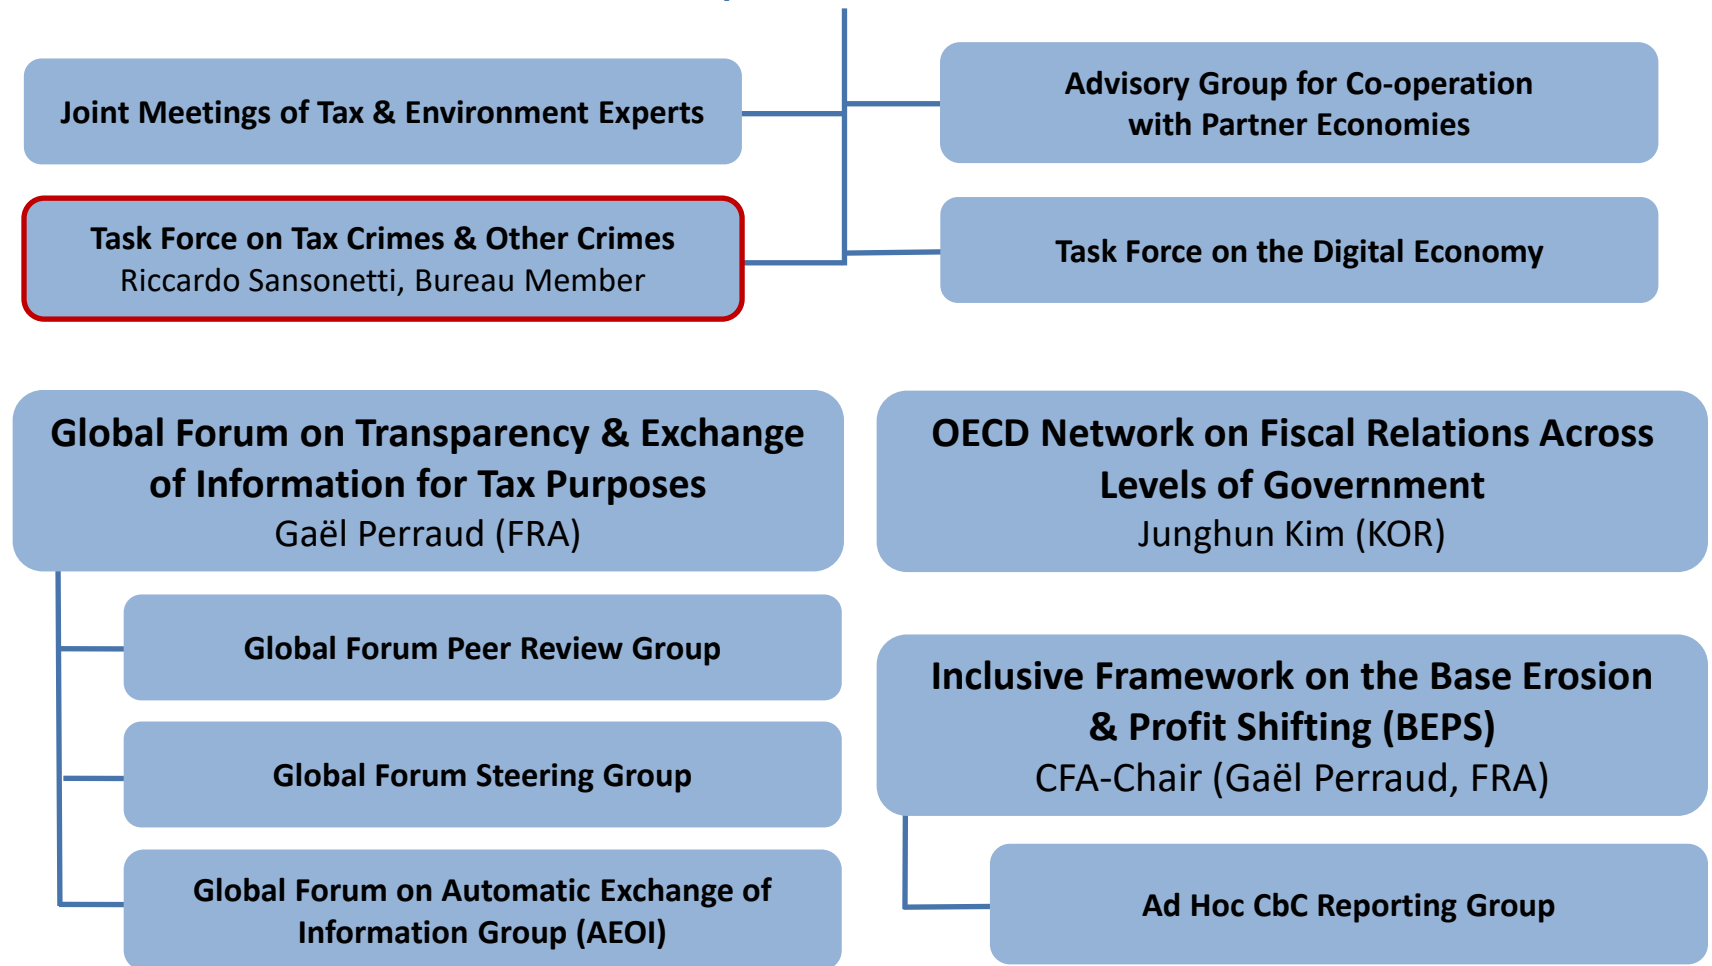 Joint Meetings of Tax & Environment Experts
Advisory Group for Co-operation
with Partner Economies
Task Force on Tax Crimes & Other Crimes
Riccardo Sansonetti, Bureau Member
Task Force on the Digital Economy
Global Forum on Transparency & Exchange
of Information for Tax Purposes
Gaël Perraud (FRA)
OECD Network on Fiscal Relations Across
Levels of Government
Junghun Kim (KOR)
Global Forum Peer Review Group
Global Forum Steering Group
Global Forum on Automatic Exchange of
Information Group (AEOI)
Inclusive Framework on the Base Erosion
& Profit Shifting (BEPS)
CFA-Chair (Gaël Perraud, FRA)
Ad Hoc CbC Reporting Group